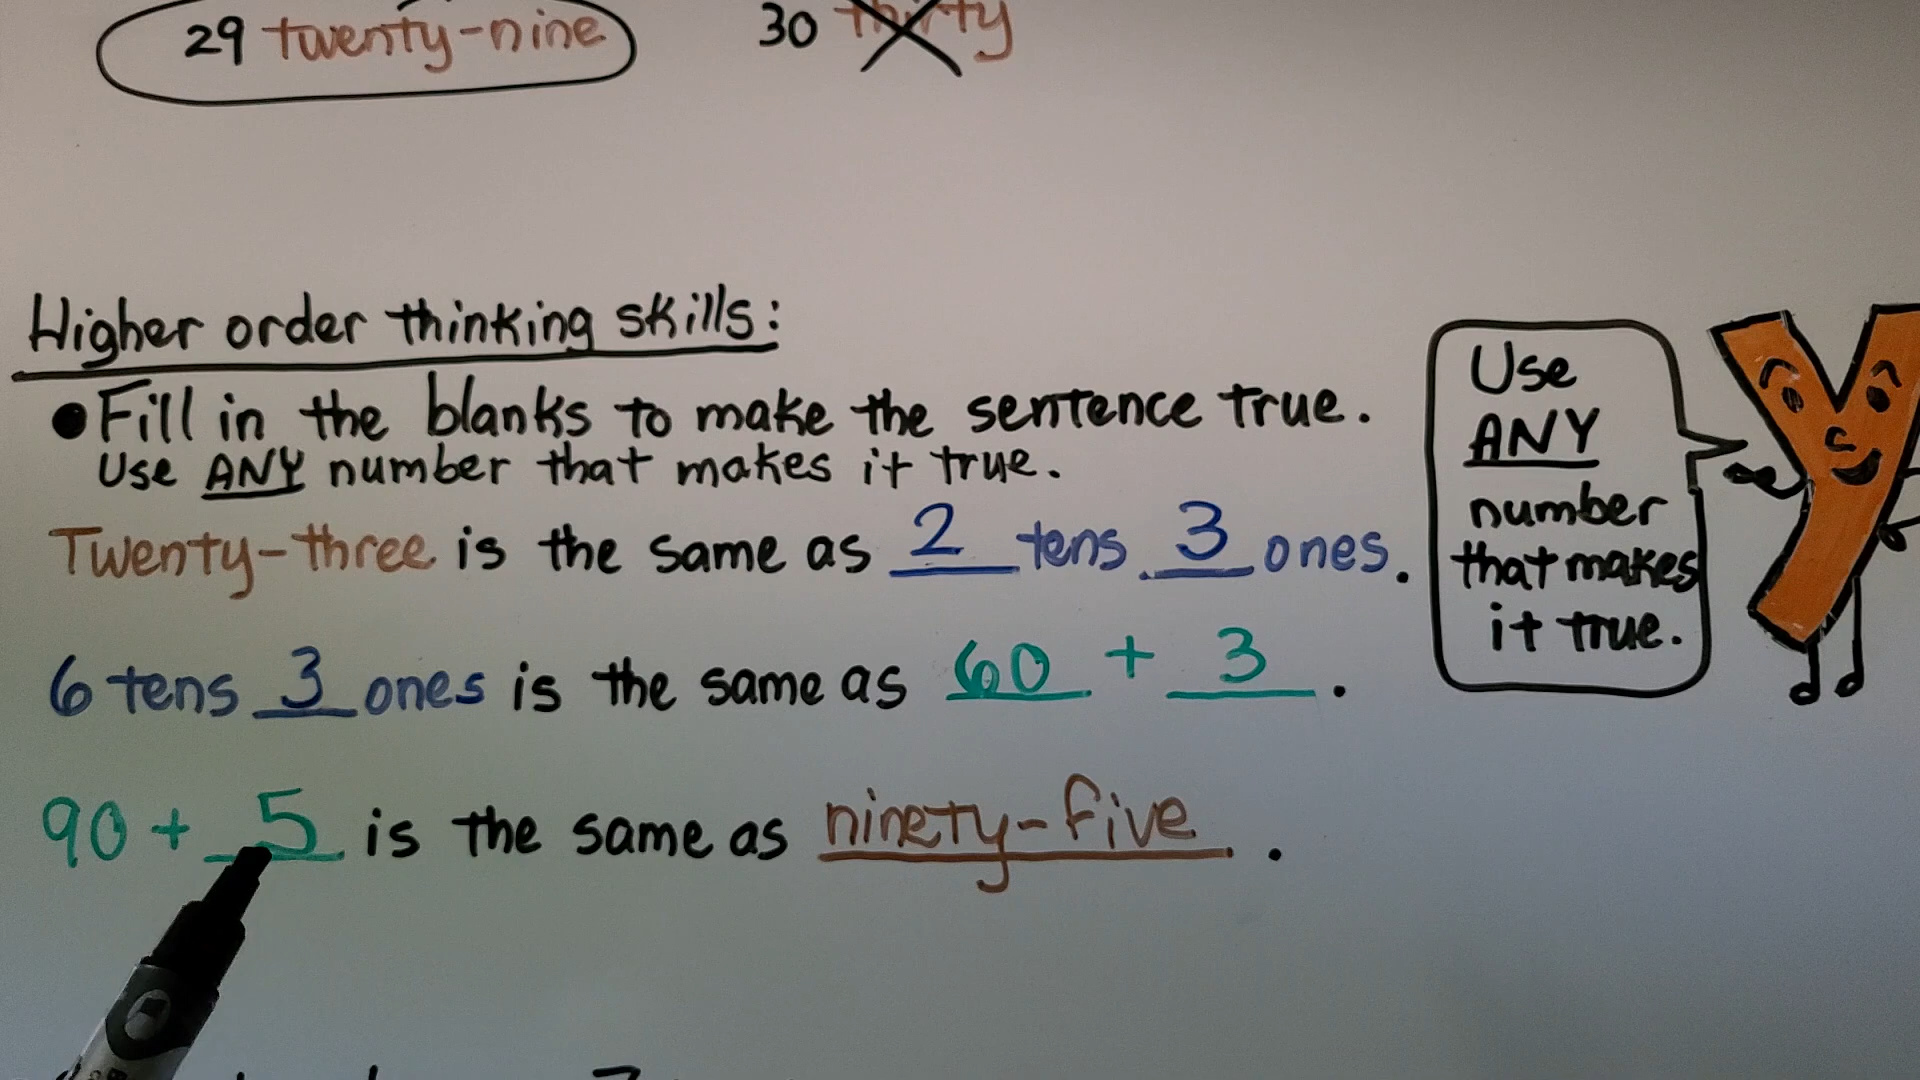 29 twenty-nine 30 thirty
Higher order thinking skills:
● Fill in the blanks to make the sentence true.
Use ANY number that makes it true.
Twenty-three is the same as 2 tens 3 ones.
6 tens 3 ones is the same as 60 + 3.
90 + 5 is the same as ninety-five.
Use
ANY
number
that makes
it true.